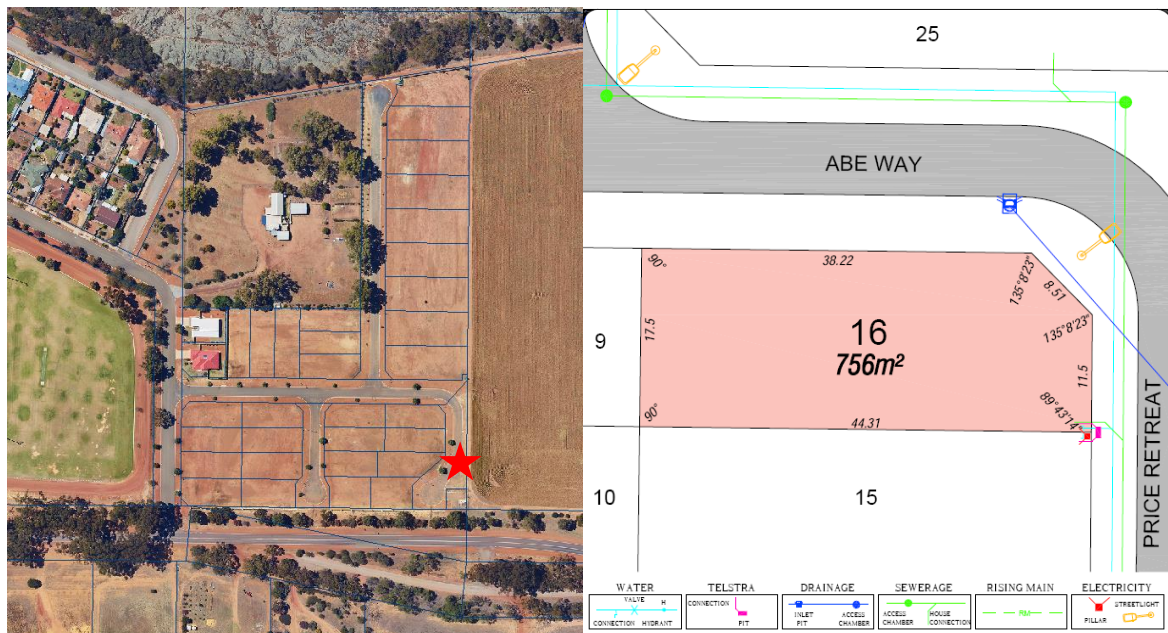 25
ABE WAY
90°
38.22
135°8'23"
8.51
135°8'23"
9
17.5
16
756m²
11.5
90°
44.31
89°43'14"
10
15
PRICE RETREAT
WATER
VALVE
H
CONNECTION
HYDRANT
TELSTRA
CONNECTION
PIT
DRAINAGE
INLET PIT
ACCESS CHAMBER
SEWERAGE
ACCESS CHAMBER
HOUSE CONNECTION
RISING MAIN
RM
ELECTRICITY
STREETLIGHT
PILLAR